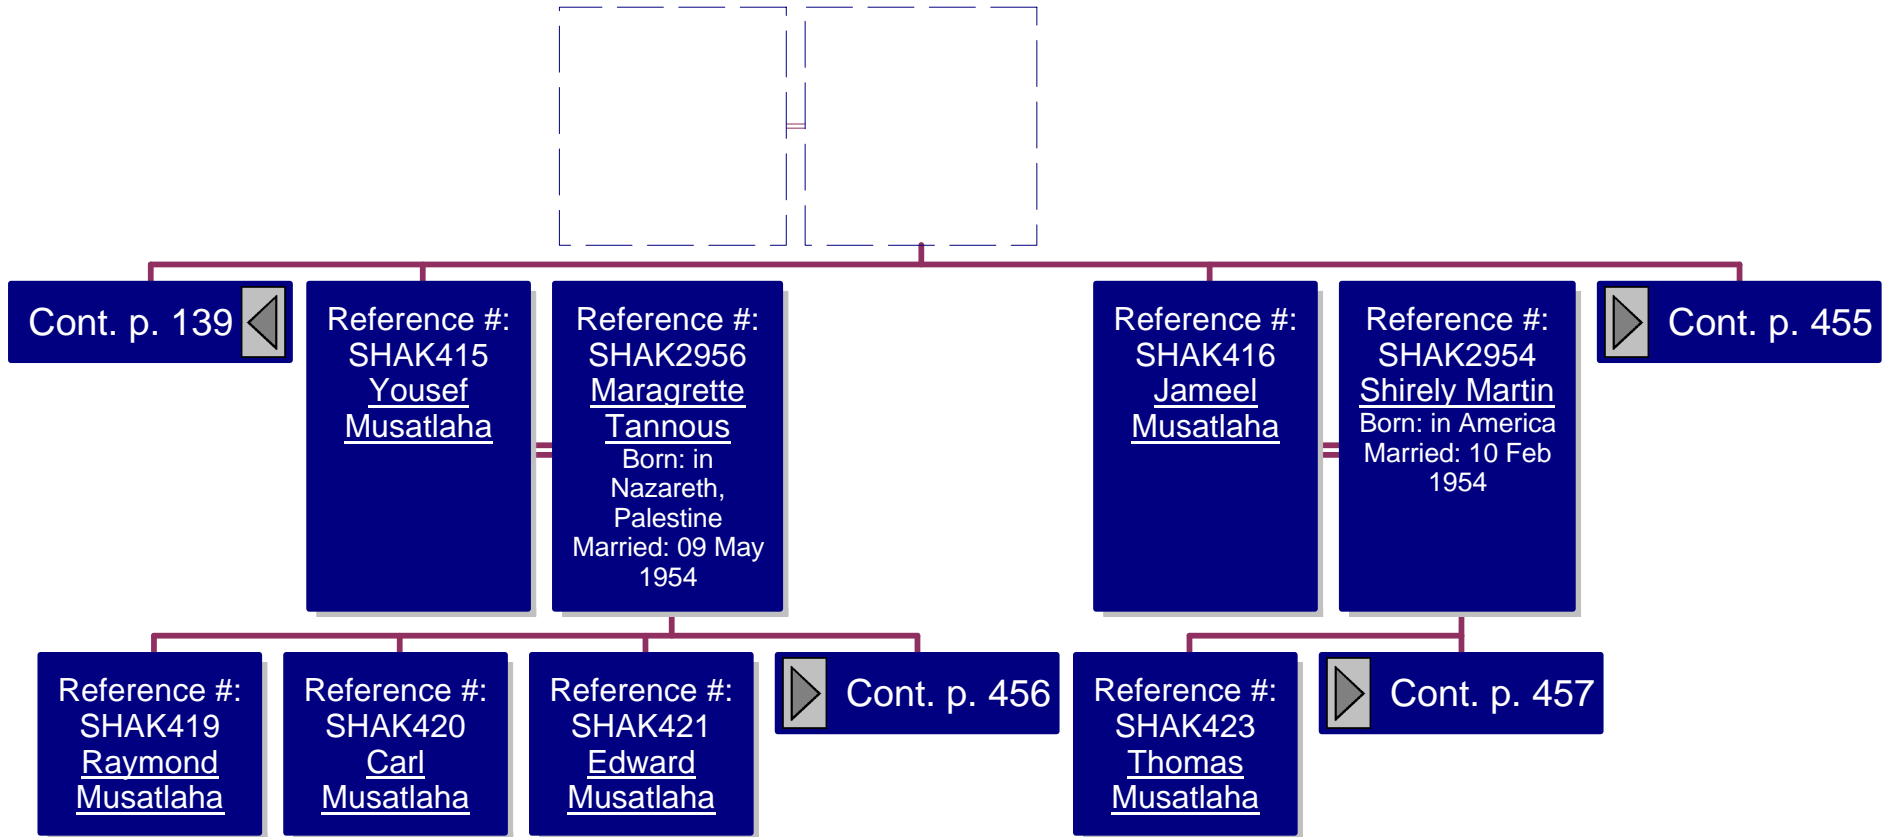 Cont. p. 139
Reference #:
SHAK415
Yousef
Musatlaha
Reference #:
SHAK2956
Maragrette
Tannous
Born: in
Nazareth,
Palestine
Married: 09 May
1954
Reference #:
SHAK416
Jameel
Musatlaha
Reference #:
SHAK2954
Shirely Martin
Born: in America
Married: 10 Feb
1954
Cont. p. 455
Reference #:
SHAK419
Raymond
Musatlaha
Reference #:
SHAK420
Carl
Musatlaha
Reference #:
SHAK421
Edward
Musatlaha
Cont. p. 456
Reference #:
SHAK423
Thomas
Musatlaha
Cont. p. 457